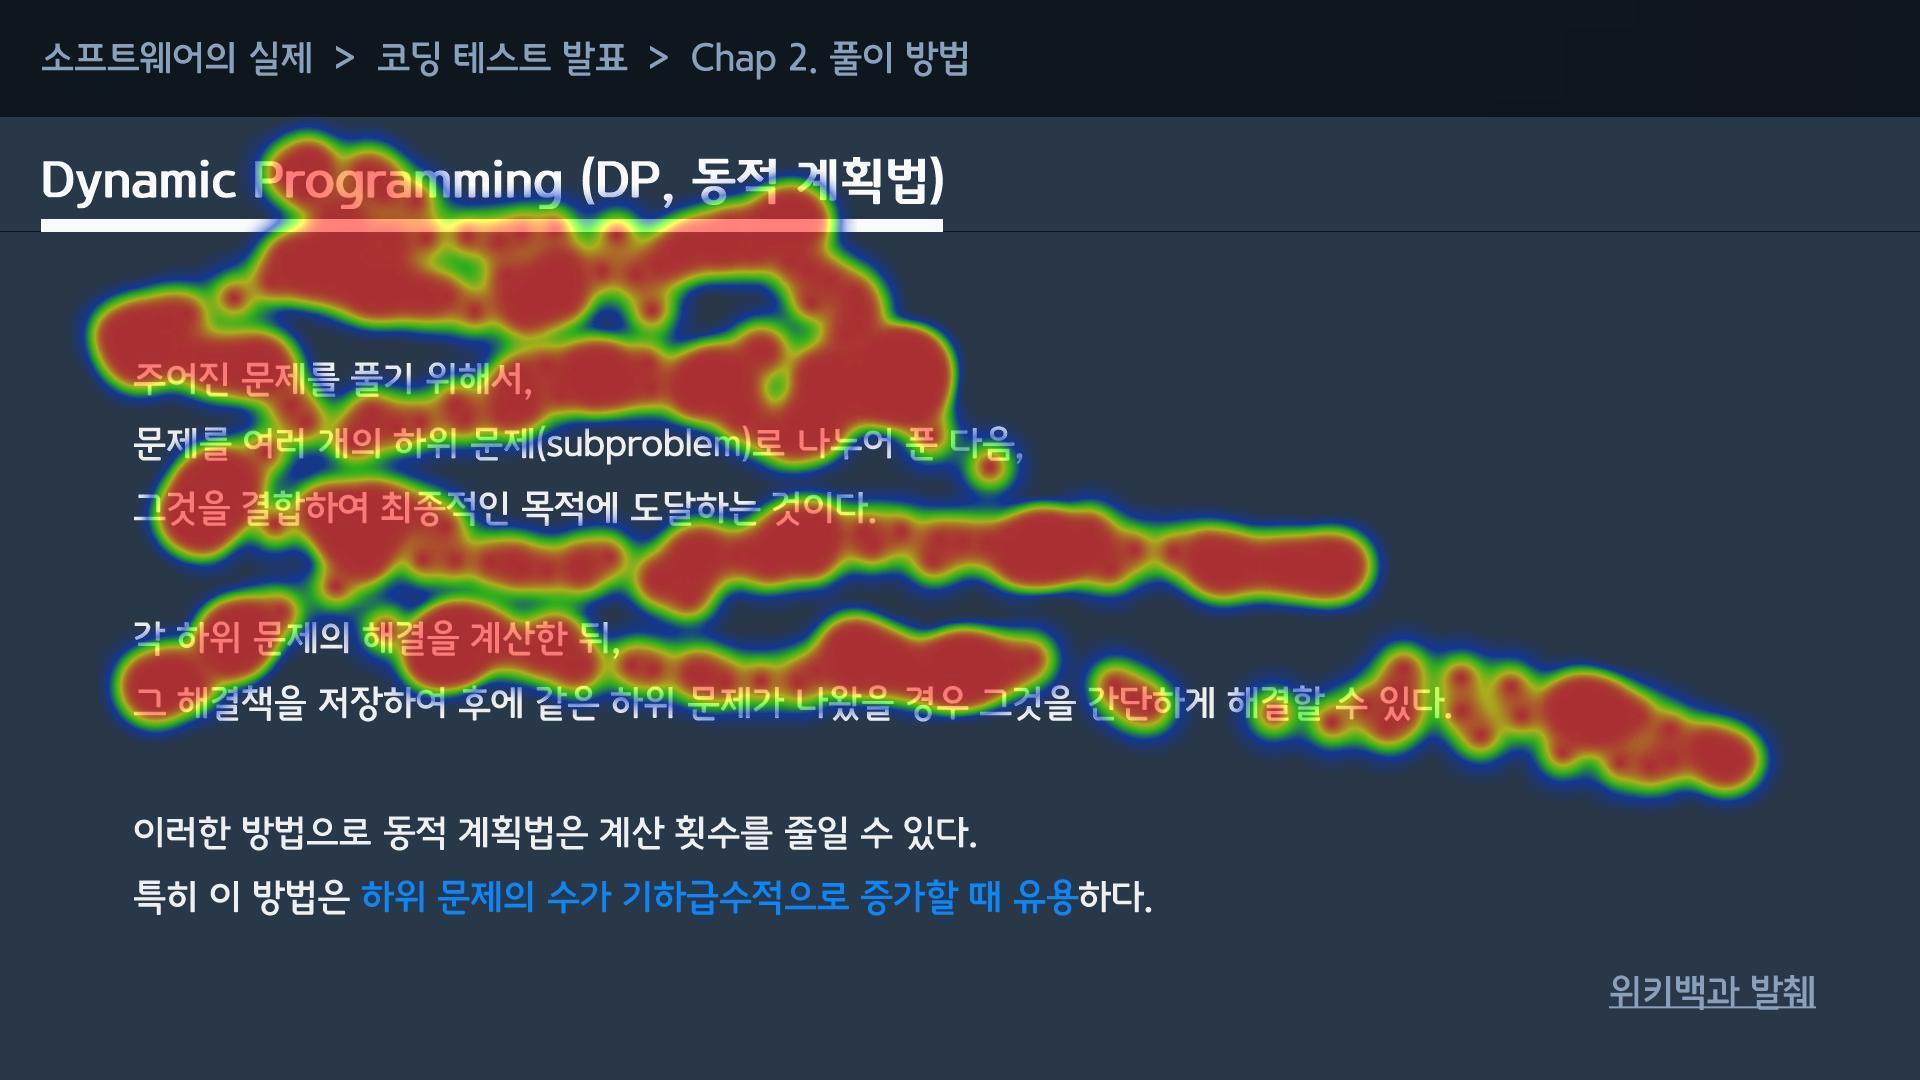 소프트웨어의 실제 > 코딩 테스트 발표 > Chap 2. 풀이 방법
Dynamic Programming (DP, 동적 계획법)
주어진 문제를 풀기 위해서,
문제를 여러 개의 하위 문제(subproblem)로 나누어 푼 다음,
그것을 결합하여 최종적인 목적에 도달하는 것이다.
각 하위 문제의 해결을 계산한 뒤,
그 해결책을 저장하여 후에 같은 하위 문제가 나왔을 경우 그것을 간단하게 해결할 수 있다.
이러한 방법으로 동적 계획법은 계산 횟수를 줄일 수 있다.
특히 이 방법은 하위 문제의 수가 기하급수적으로 증가할 때 유용하다.
위키백과 발췌